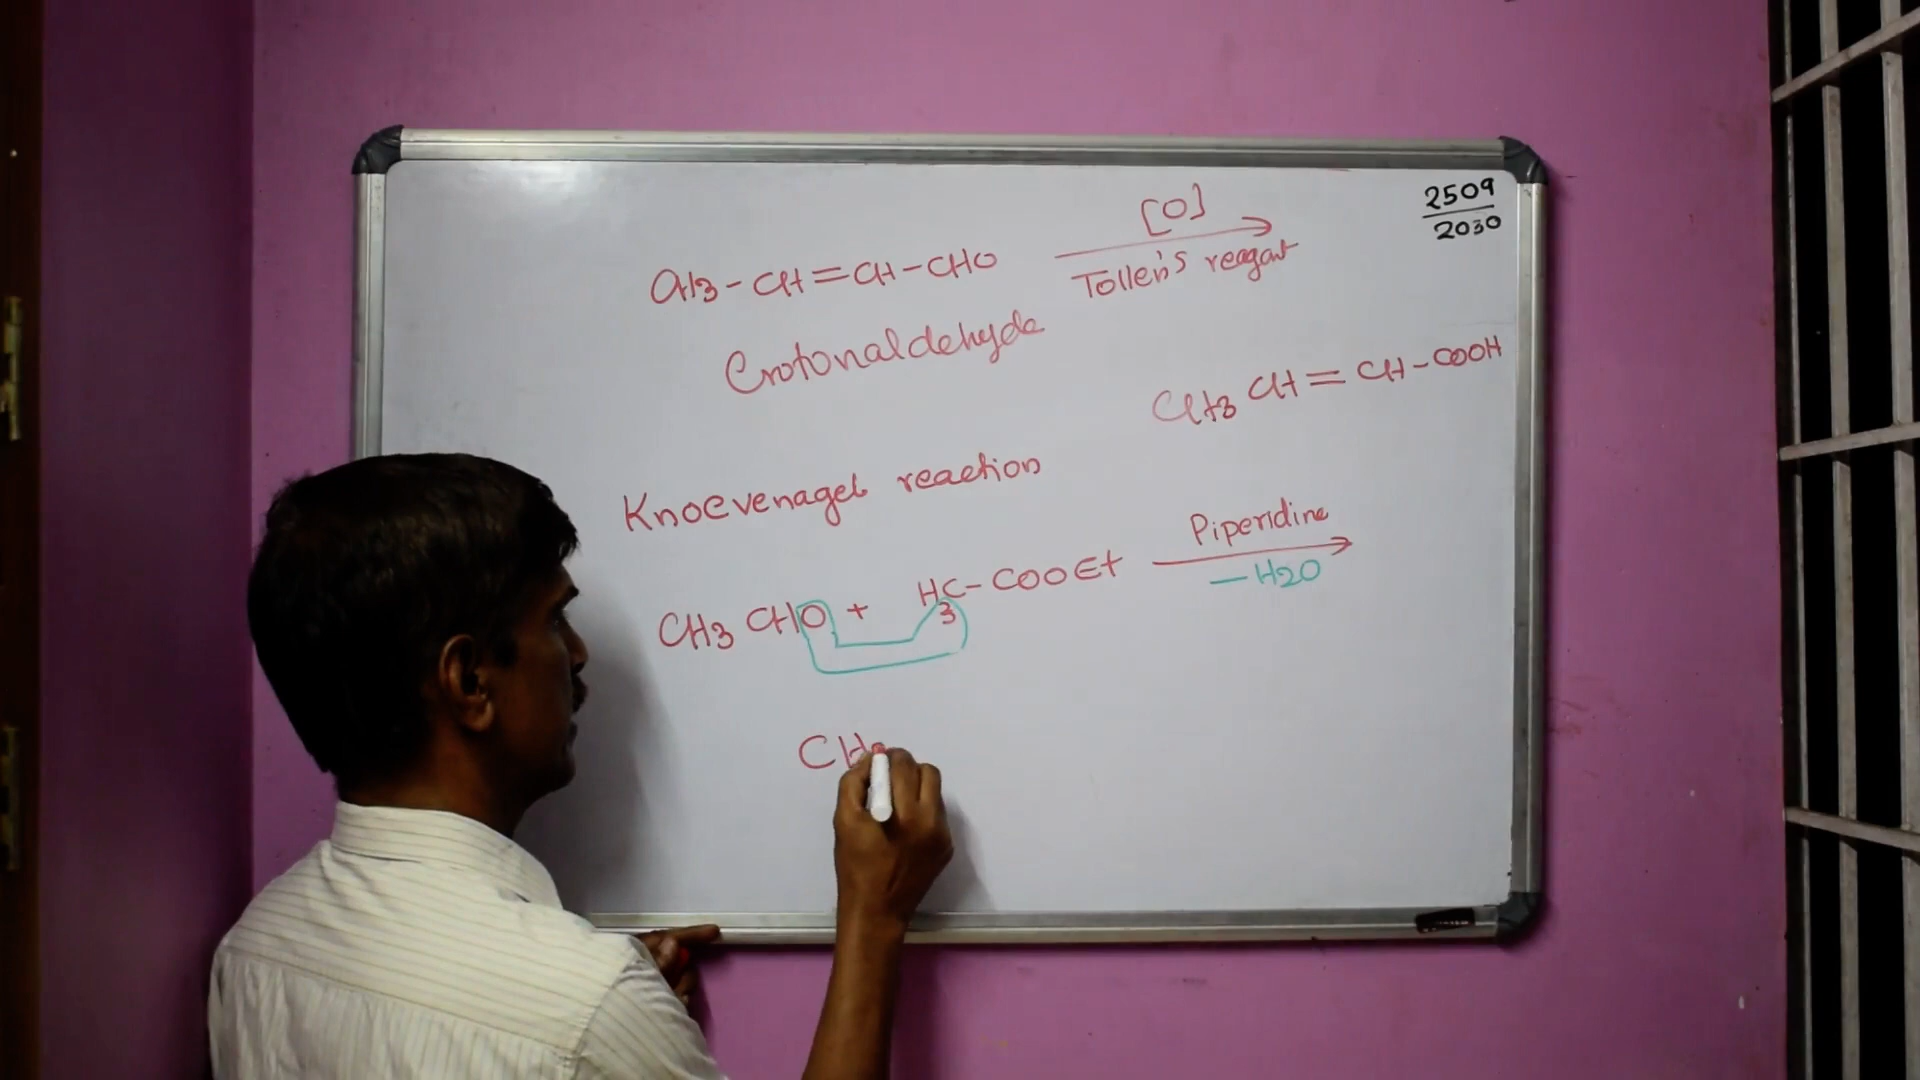 2509
2030
CH3-CH=CH-CHO
[O]
Tollen's reagant
Crotonaldehyde
CH3 CH=CH-COOH
Knoevenagel reaction
CH3 CHO + H3C-COOEt
Piperidine
-H2O
CH